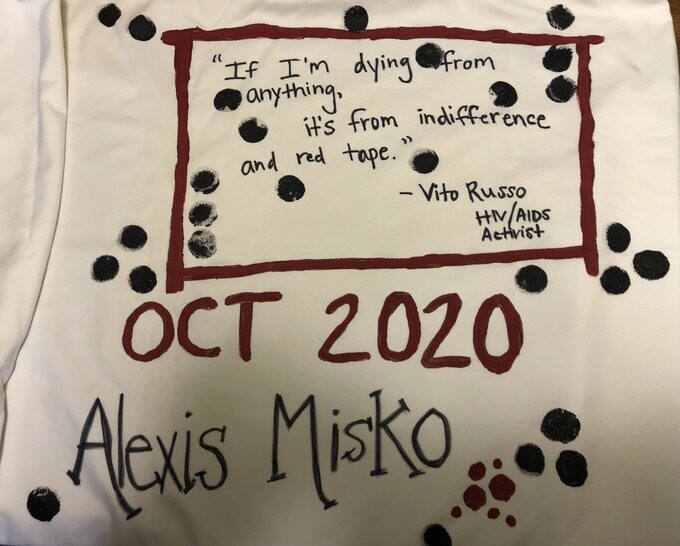 "If I'm dying from
anything,
it's from indifference
and red tape."
- Vito Russo
HIV/AIDS
Activist
OCT 2020
Alexis Misko